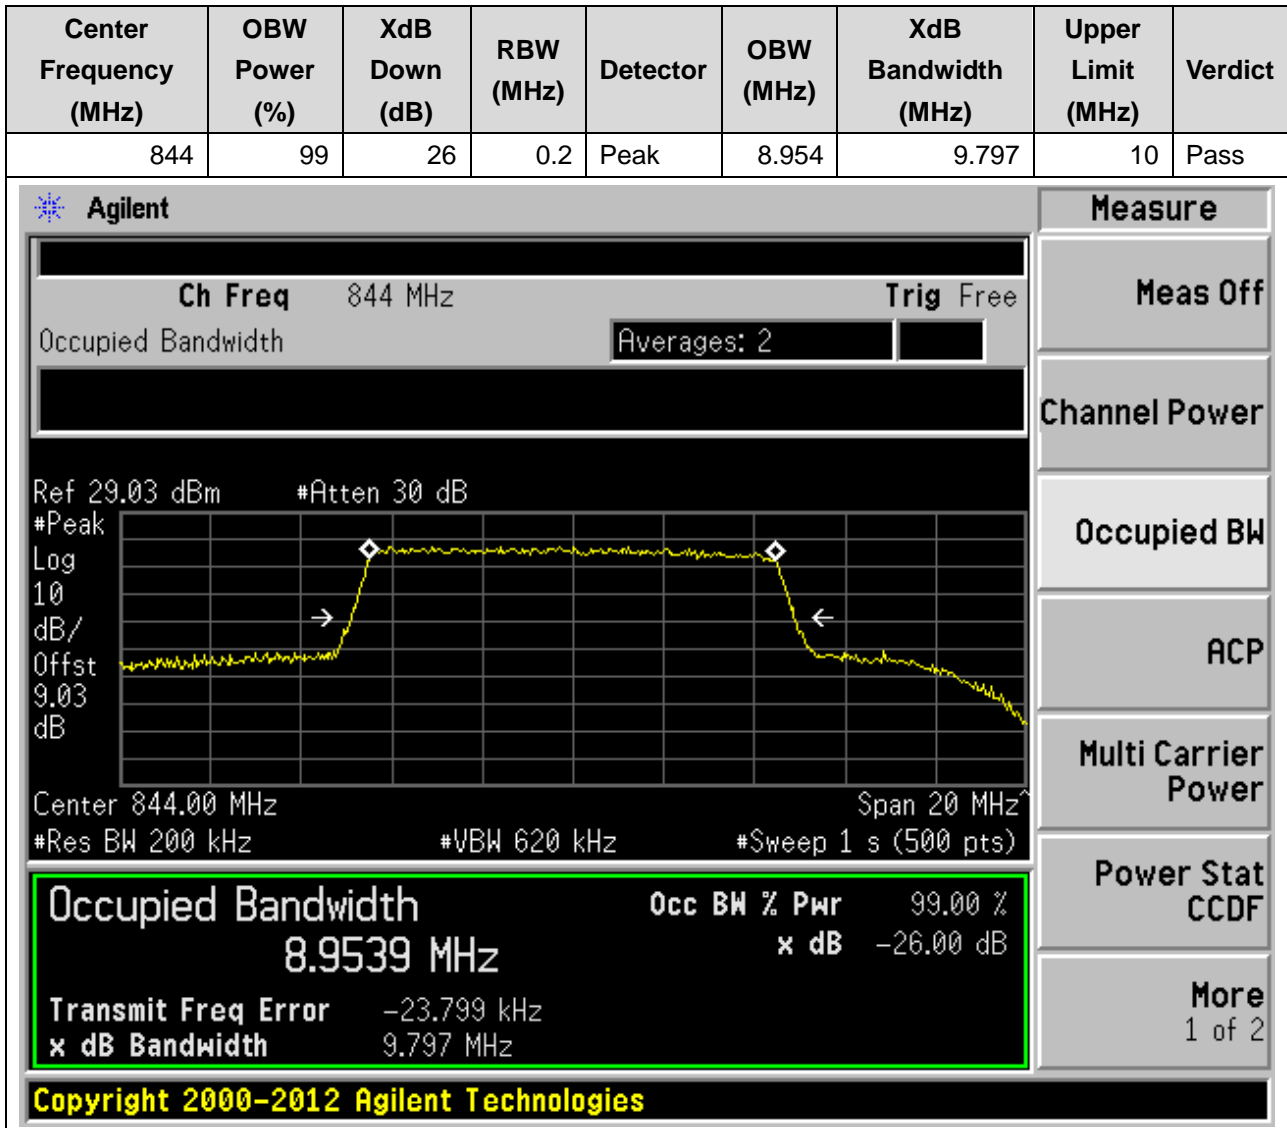 Center Frequency (MHz) OBW Power (%) XdB Down (dB) RBW (MHz) Detector OBW (MHz) XdB Bandwidth (MHz) Upper Limit (MHz) Verdict
844 99 26 0.2 Peak 8.954 9.797 10 Pass
Agilent
Measure
Ch Freq 844 MHz Trig Free
Meas Off
Occupied Bandwidth Averages: 2
Channel Power
Ref 29.03 dBm #Atten 30 dB
#Peak
Log
10
dB/
Offst
9.03
dB
Occupied BW
ACP
Multi Carrier
Power
Center 844.00 MHz Span 20 MHz^
#Res BW 200 kHz #VBW 620 kHz #Sweep 1 s (500 pts)
Power Stat
CCDF
Occupied Bandwidth Occ BW % Pwr 99.00 %
8.9539 MHz x dB -26.00 dB
More
1 of 2
Transmit Freq Error -23.799 kHz
x dB Bandwidth 9.797 MHz
Copyright 2000-2012 Agilent Technologies